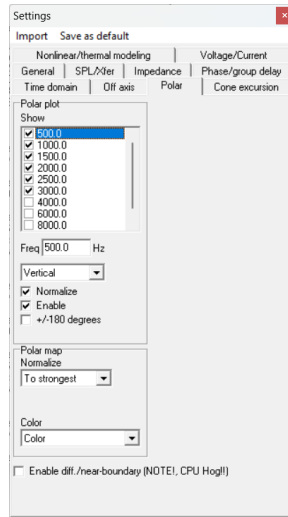 Settings
Import Save as default
Nonlinear/thermal modeling Voltage/Current
General SPL/Xfer Impedance Phase/group delay
Time domain Off axis Polar Cone excursion
Polar plot
Show
500.0
1000.0
1500.0
2000.0
2500.0
3000.0
4000.0
6000.0
8000.0
Freq 500.0 Hz
Vertical
Normalize
Enable
+/-180 degrees
Polar map
Normalize
To strongest
Color
Color
Enable diff./near-boundary (NOTE!, CPU Hog!!)